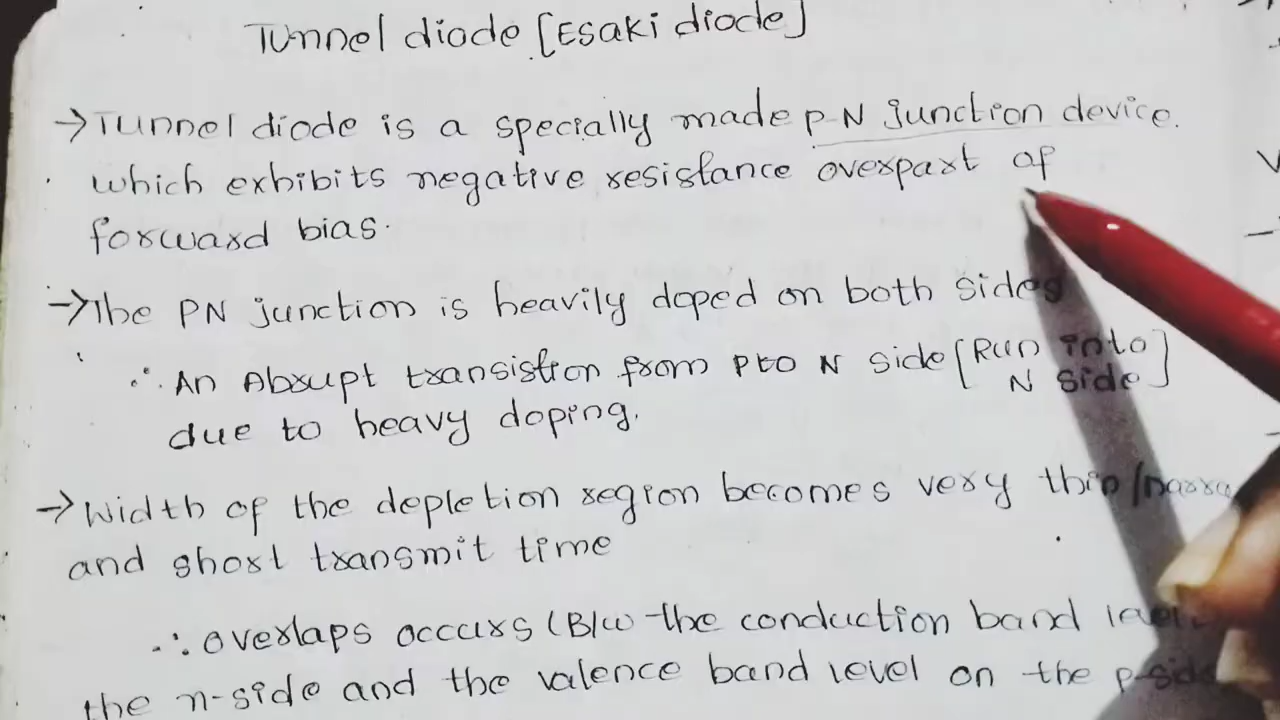 Tunnel diode [Esaki diode]
→ Tunnel diode is a specially made P-N junction device.
which exhibits negative resistance overpart of
forward bias.
→ The PN junction is heavily doped on both sides
∴ An Abrupt transistion from P to N side [Run into
N side]
due to heavy doping.
→ Width of the depletion region becomes very thin/narro
and short transmit time
∴ overlaps occurs (B/w the conduction band level
the n-side and the valence band level on the p-side